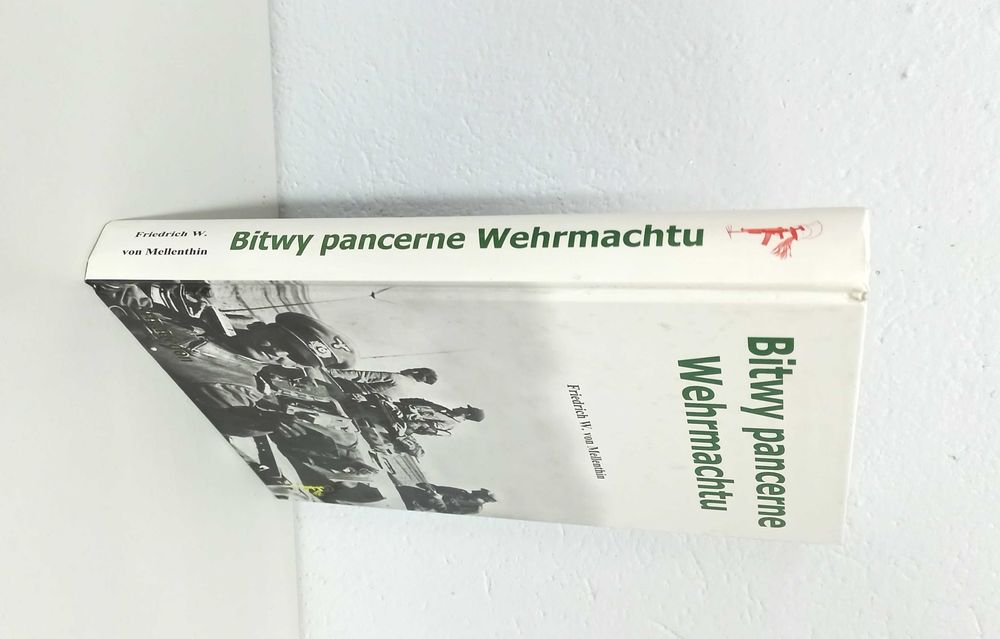 Friedrich W.
von Mellenthin
Bitwy pancerne Wehrmachtu
Bitwy pancerne
Wehrmachtu
Friedrich W. von Mellenthin